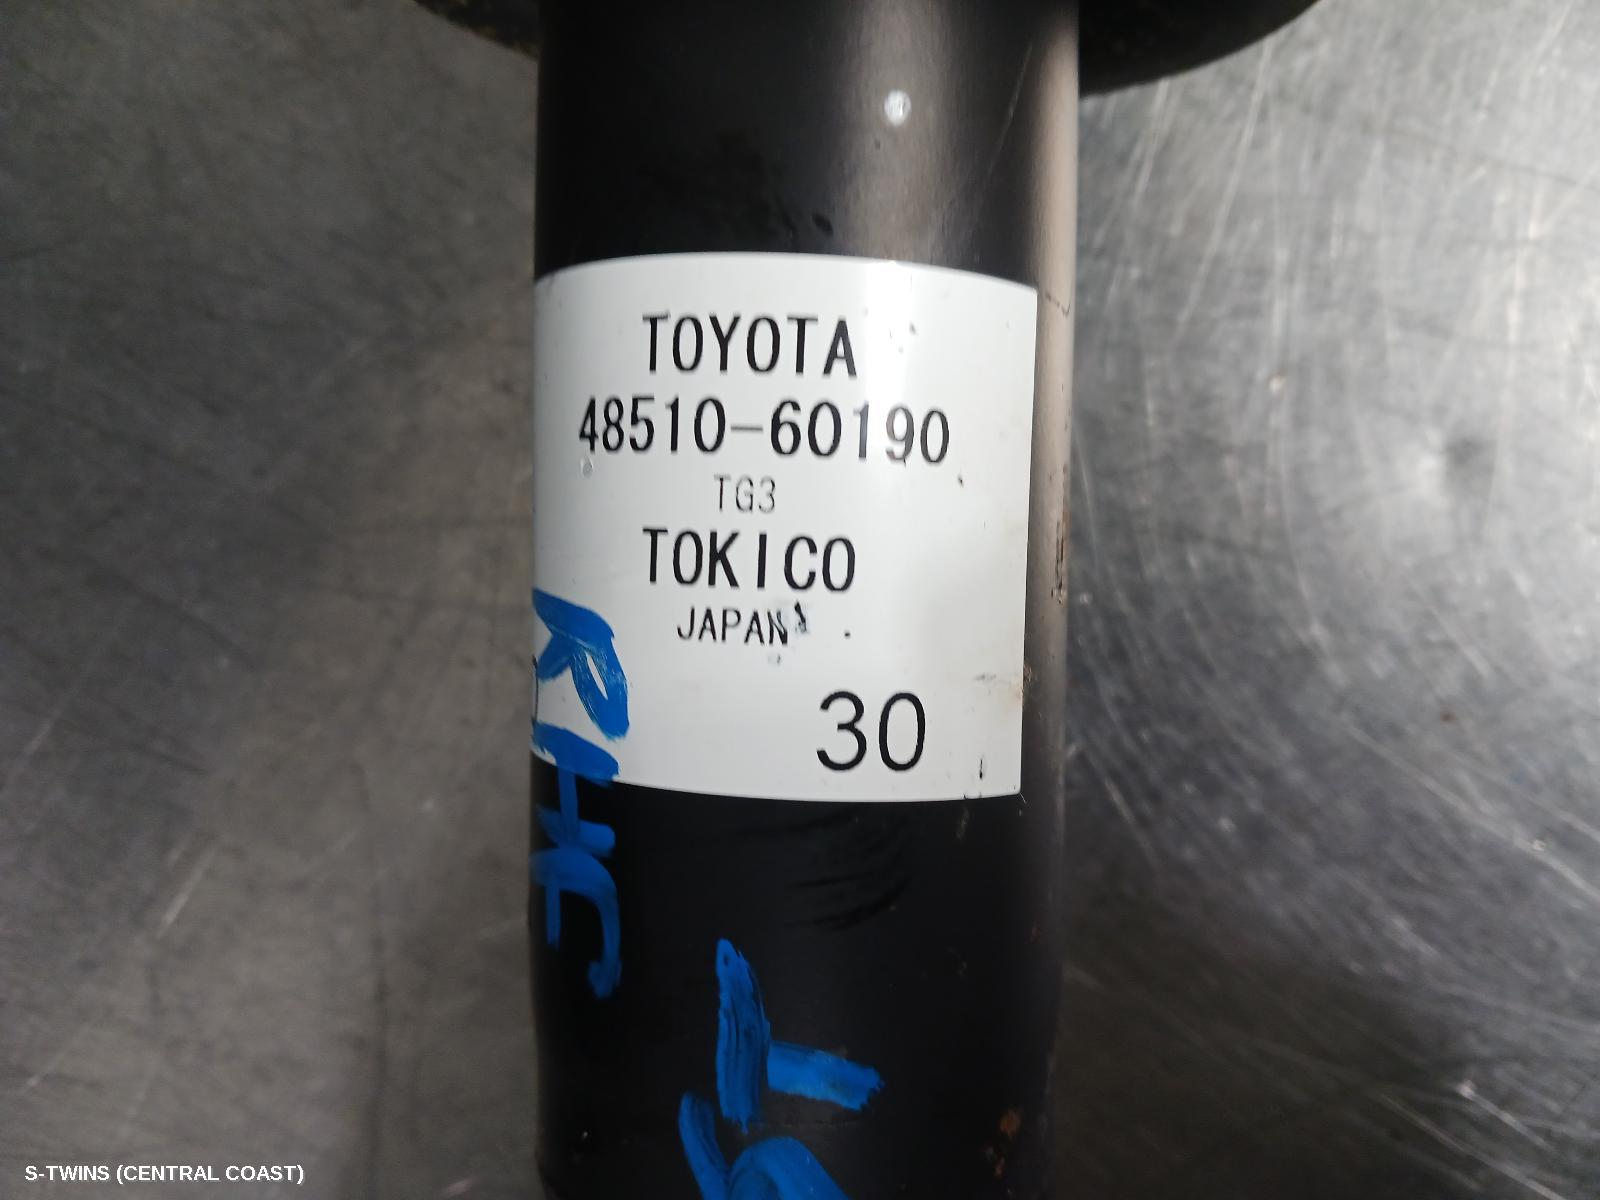 TOYOTA
48510-60190
TG3
TOKICO
JAPAN
30
S-TWINS (CENTRAL COAST)